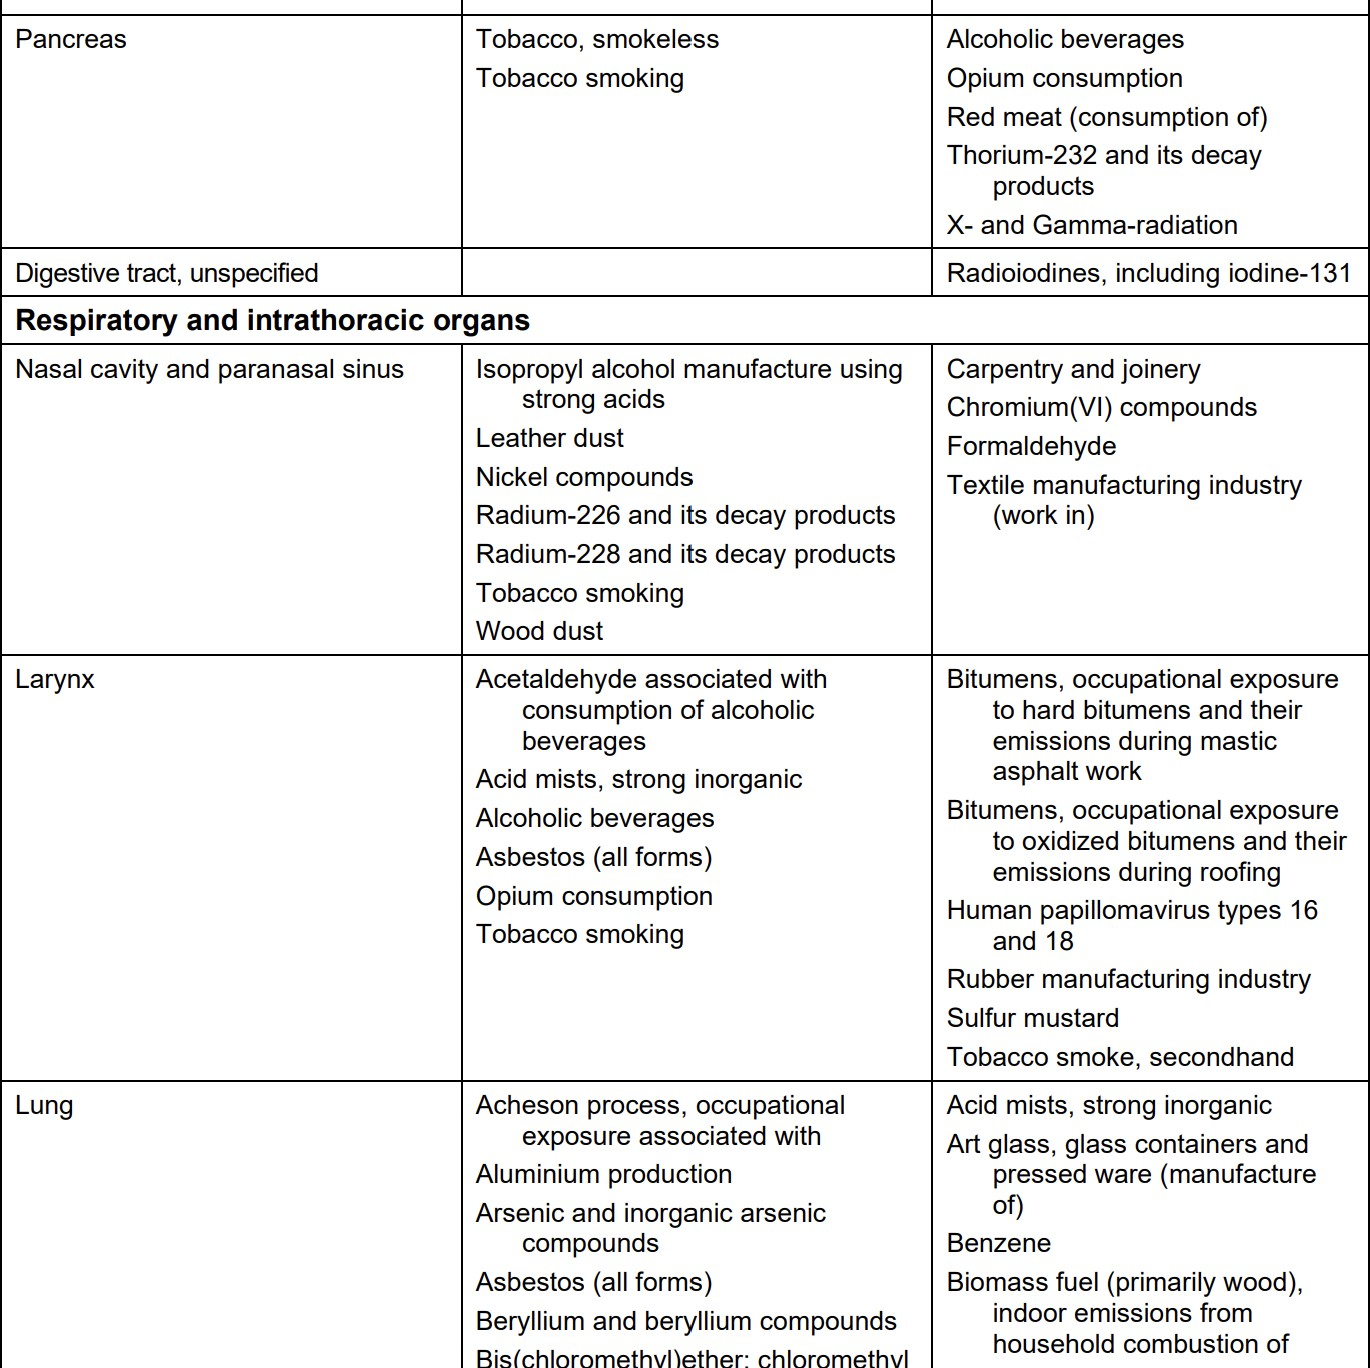 Pancreas
Tobacco, smokeless
Tobacco smoking
Alcoholic beverages
Opium consumption
Red meat (consumption of)
Thorium-232 and its decay
products
X- and Gamma-radiation
Digestive tract, unspecified
Radioiodines, including iodine-131
Respiratory and intrathoracic organs
Nasal cavity and paranasal sinus
Isopropyl alcohol manufacture using
strong acids
Leather dust
Nickel compounds
Radium-226 and its decay products
Radium-228 and its decay products
Tobacco smoking
Wood dust
Carpentry and joinery
Chromium(VI) compounds
Formaldehyde
Textile manufacturing industry
(work in)
Larynx
Acetaldehyde associated with
consumption of alcoholic
beverages
Acid mists, strong inorganic
Alcoholic beverages
Asbestos (all forms)
Opium consumption
Tobacco smoking
Bitumens, occupational exposure
to hard bitumens and their
emissions during mastic
asphalt work
Bitumens, occupational exposure
to oxidized bitumens and their
emissions during roofing
Human papillomavirus types 16
and 18
Rubber manufacturing industry
Sulfur mustard
Tobacco smoke, secondhand
Lung
Acheson process, occupational
exposure associated with
Aluminium production
Arsenic and inorganic arsenic
compounds
Asbestos (all forms)
Beryllium and beryllium compounds
Bis(chloromethyl)ether; chloromethyl
Acid mists, strong inorganic
Art glass, glass containers and
pressed ware (manufacture
of)
Benzene
Biomass fuel (primarily wood),
indoor emissions from
household combustion of